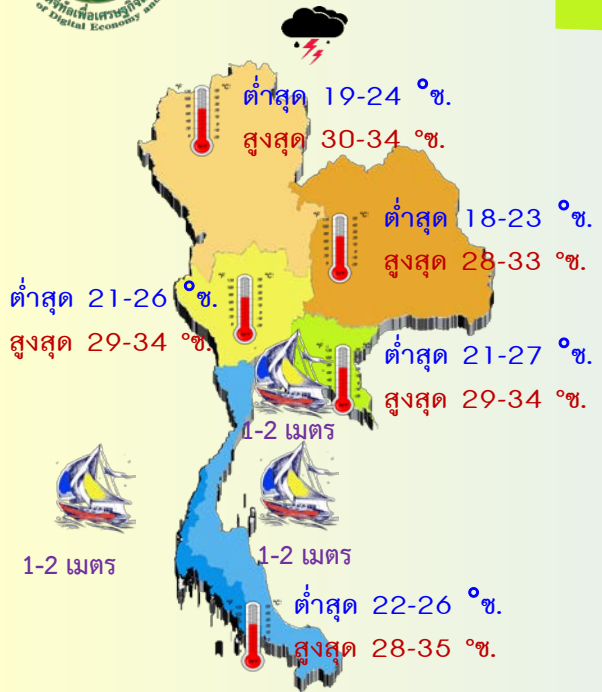 of Digital Economy and
ต่ำสุด 19-24 °ซ.
สูงสุด 30-34 °ซ.
ต่ำสุด 18-23 °ซ.
สูงสุด 28-33 °ซ.
ต่ำสุด 21-26 °ซ.
สูงสุด 29-34 °ซ.
ต่ำสุด 21-27 °ซ.
สูงสุด 29-34 °ซ.
1-2 เมตร
1-2 เมตร
1-2 เมตร
ต่ำสุด 22-26 °ซ.
สูงสุด 28-35 °ซ.